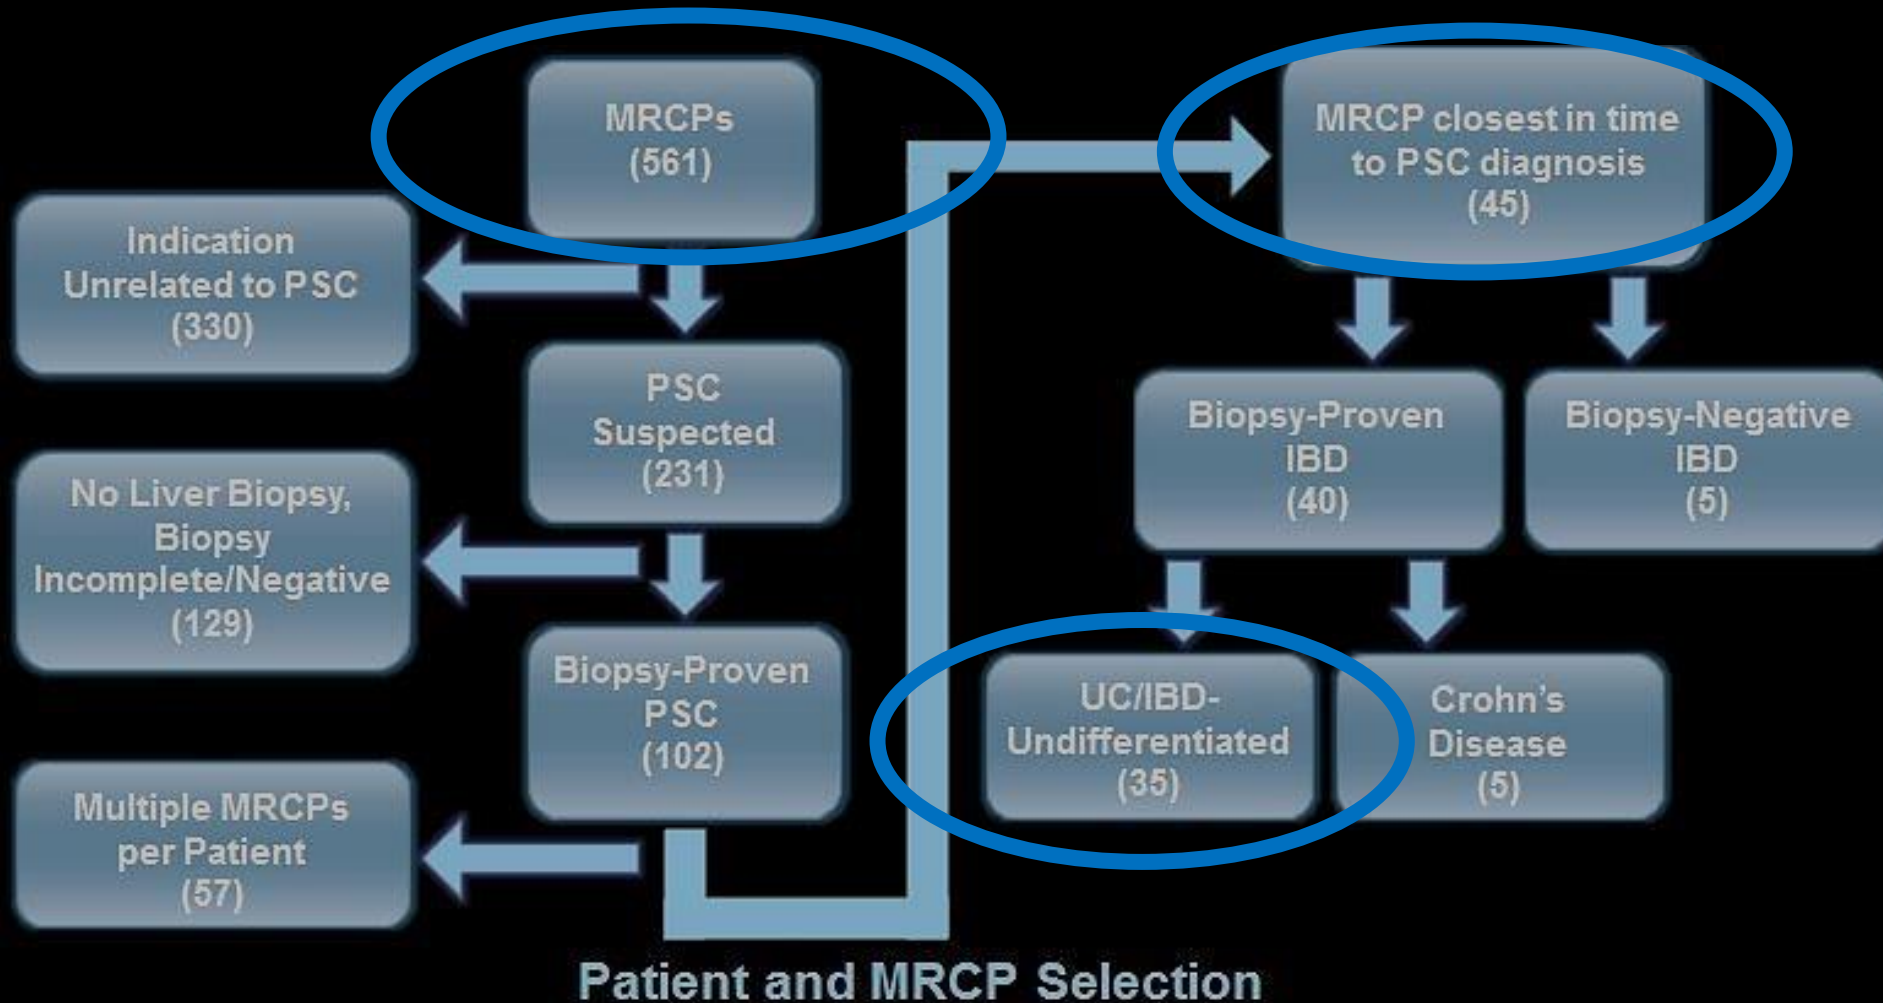 MRCPs
(561)
Indication
Unrelated to PSC
(330)
PSC
Suspected
(231)
No Liver Biopsy,
Biopsy
Incomplete/Negative
(129)
Biopsy-Proven
PSC
(102)
Multiple MRCPs
per Patient
(57)
MRCP closest in time
to PSC diagnosis
(45)
Biopsy-Proven
IBD
(40)
Biopsy-Negative
IBD
(5)
UC/IBD-
Undifferentiated
(35)
Crohn's
Disease
(5)
Patient and MRCP Selection